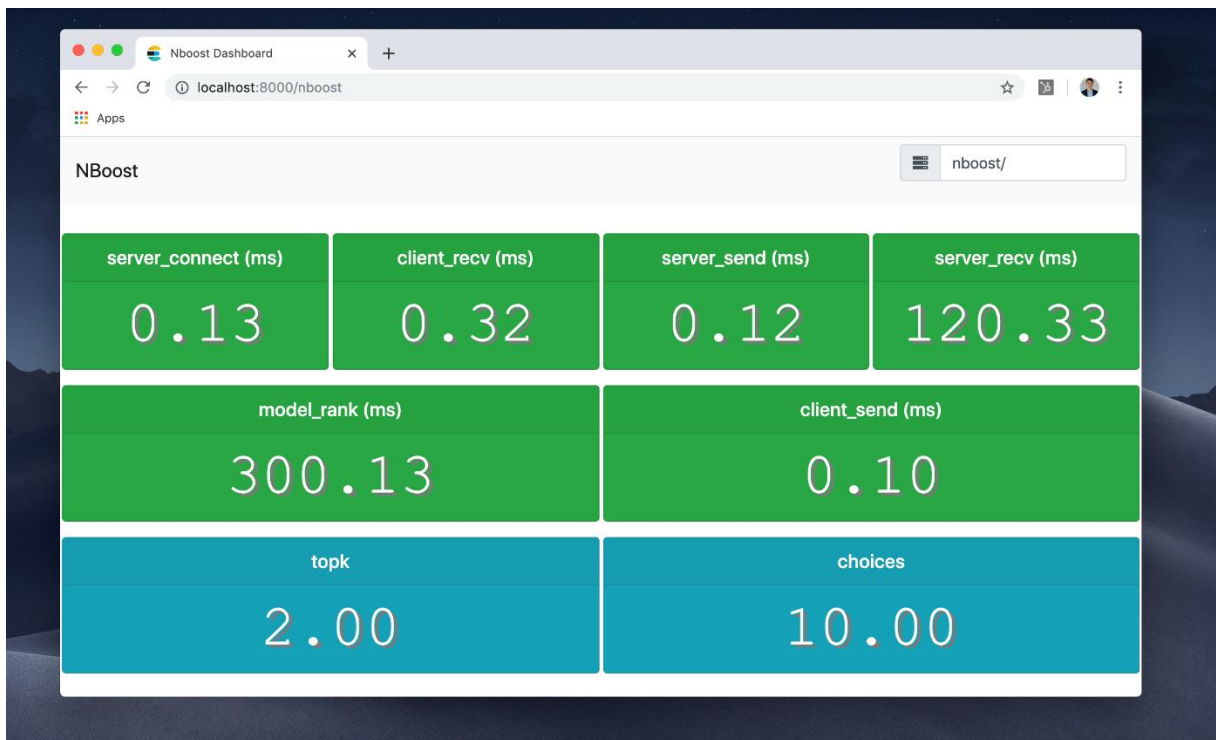 Nboost Dashboard
localhost:8000/nboost
Apps
NBoost
nboost/
server_connect (ms)
0.13
client_recv (ms)
0.32
server_send (ms)
0.12
server_recv (ms)
120.33
model_rank (ms)
300.13
client_send (ms)
0.10
topk
2.00
choices
10.00